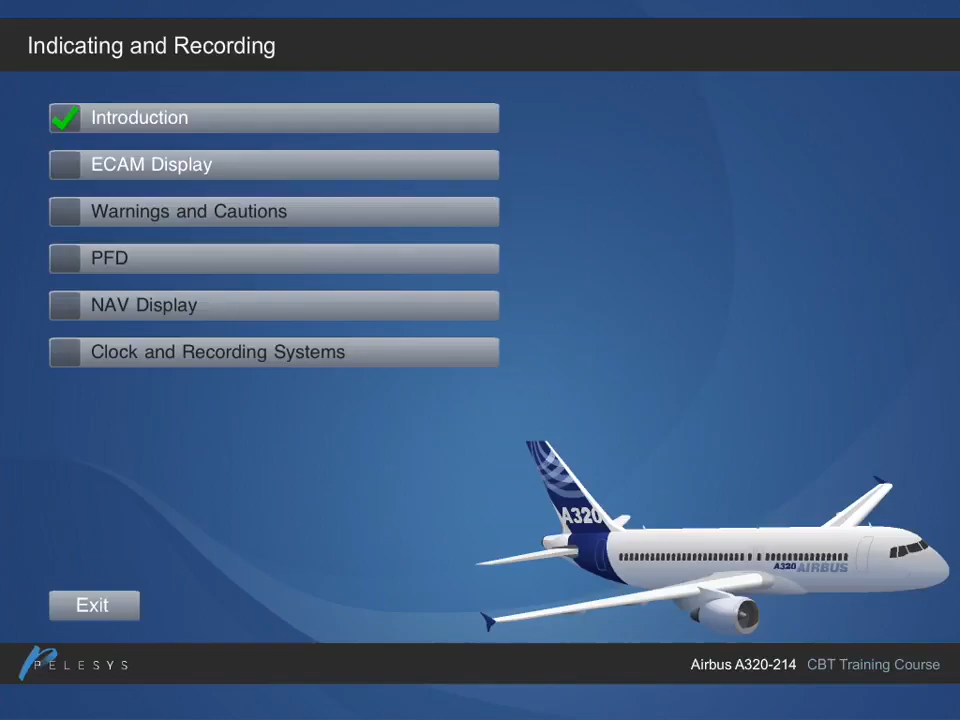 Indicating and Recording
Introduction
ECAM Display
Warnings and Cautions
PFD
NAV Display
Clock and Recording Systems
A320
A320 AIRBUS
Exit
PELESYS
Airbus A320-214 CBT Training Course